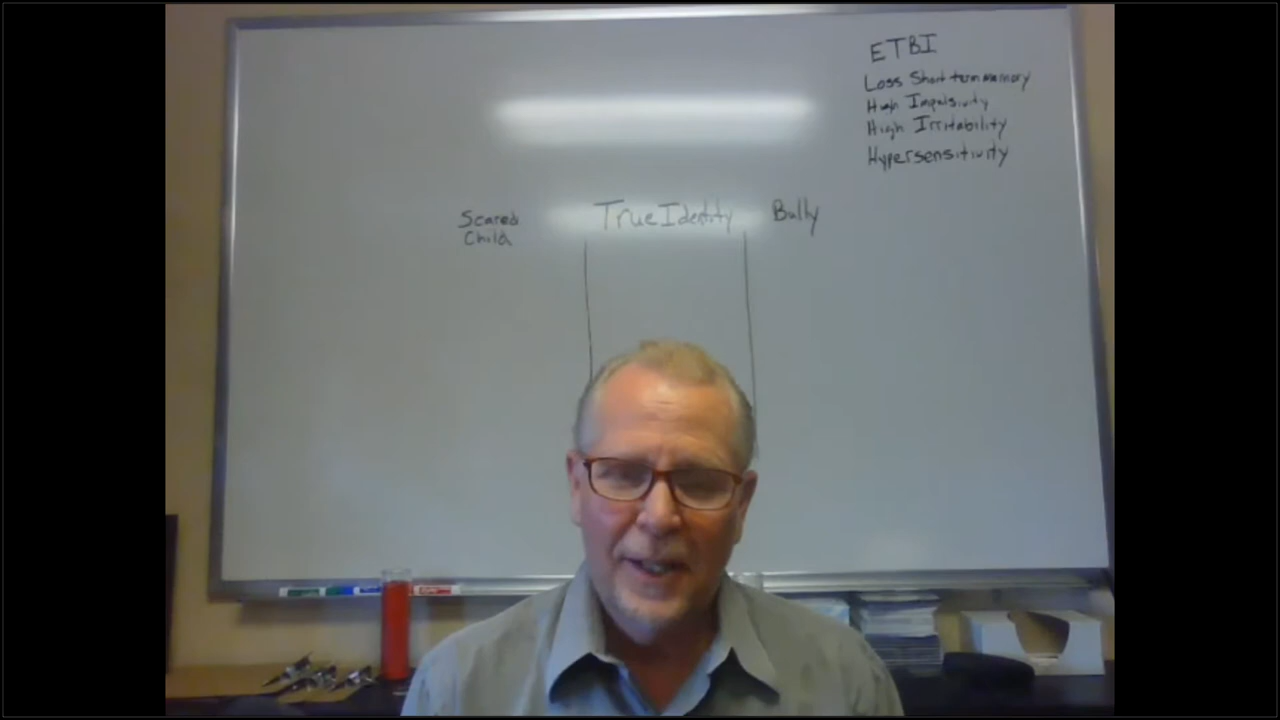 ETBI
Loss Short term memory
High Impulsivity
High Irritability
Hypersensitivity
Scared
Child
True Identity
Bully